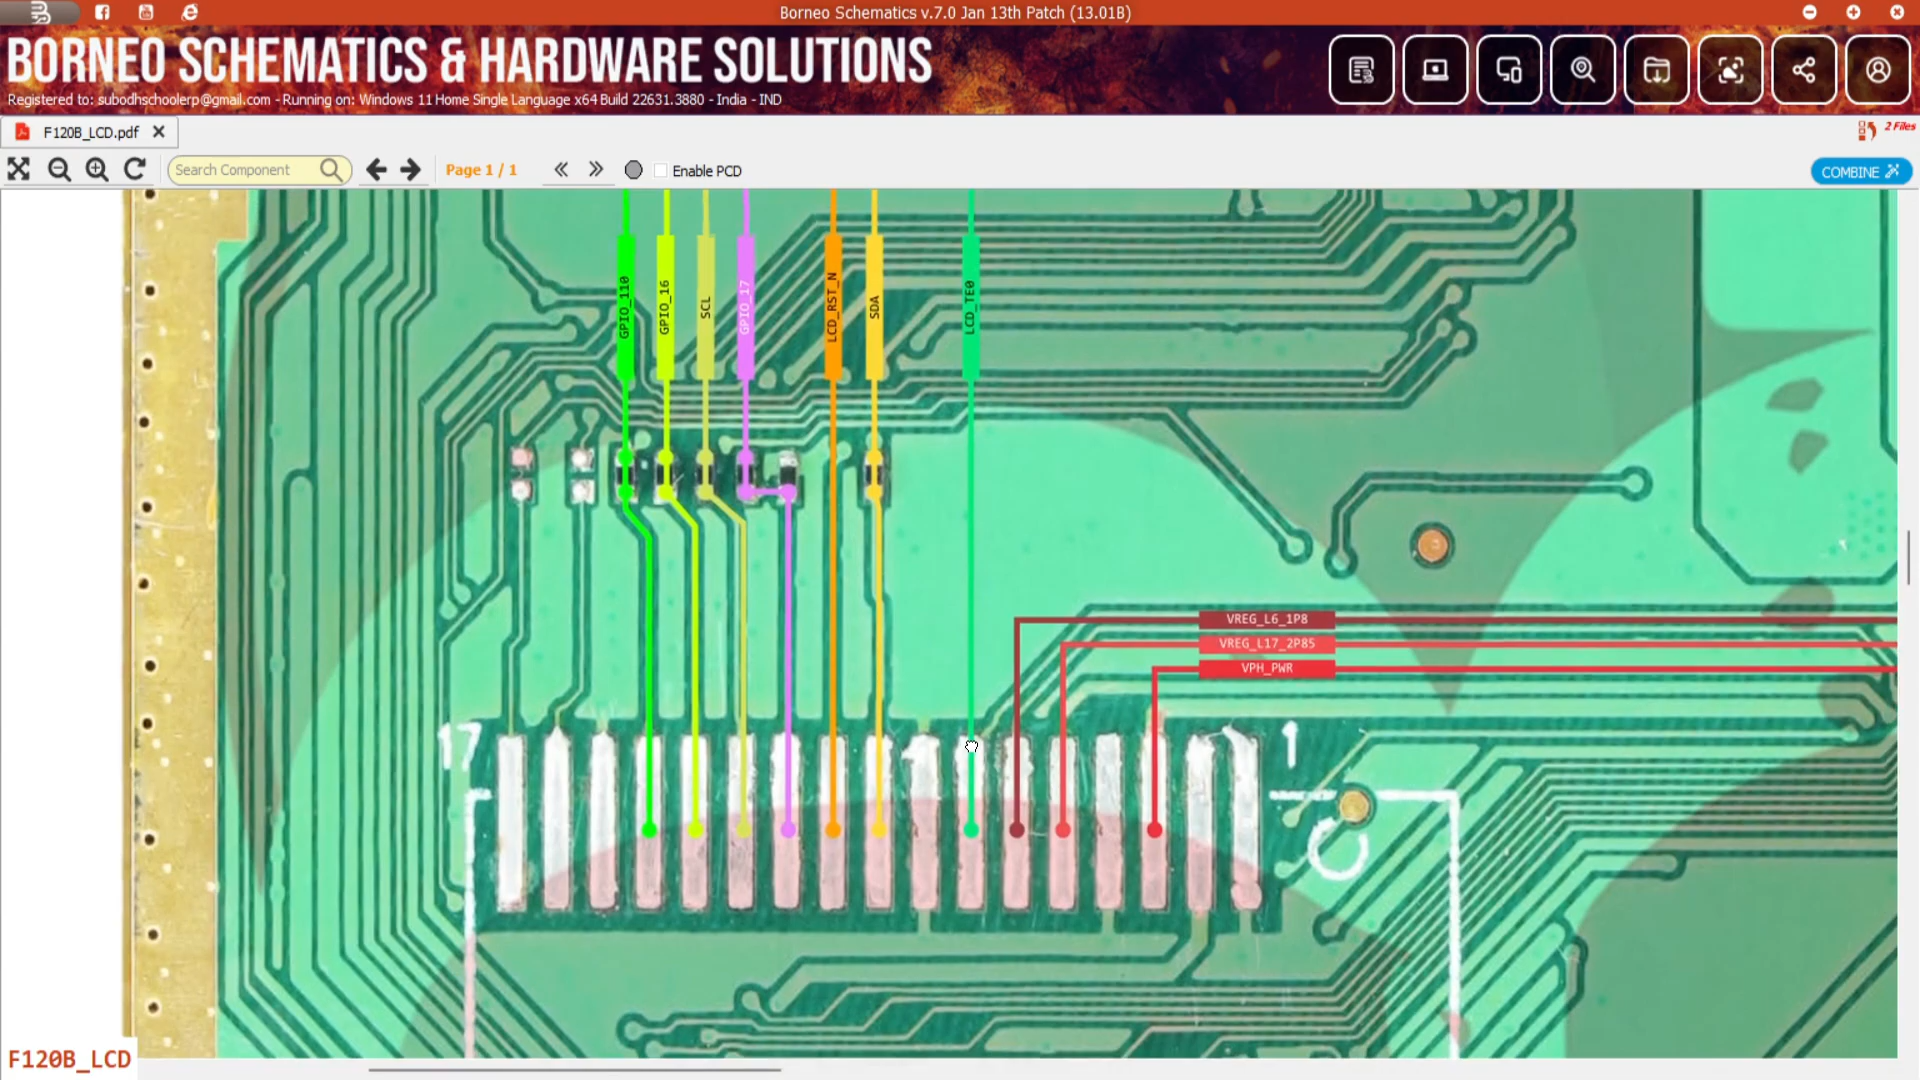 Borneo Schematics v.7.0 Jan 13th Patch (13.01B)
BORNEO SCHEMATICS & HARDWARE SOLUTIONS
Registered to: subodhschoolerp@gmail.com - Running on: Windows 11 Home Single Language x64 Build 22631.3880 - India - IND
F120B_LCD.pdf
2 Files
Search Component
Page 1 / 1
Enable PCD
COMBINE
GPIO_110
GPIO_16
SCL
GPIO_17
LCD_RST_N
SDA
LCD_TE0
VREG_L6_1P8
VREG_L17_2P85
VPH_PWR
17
1
F120B_LCD